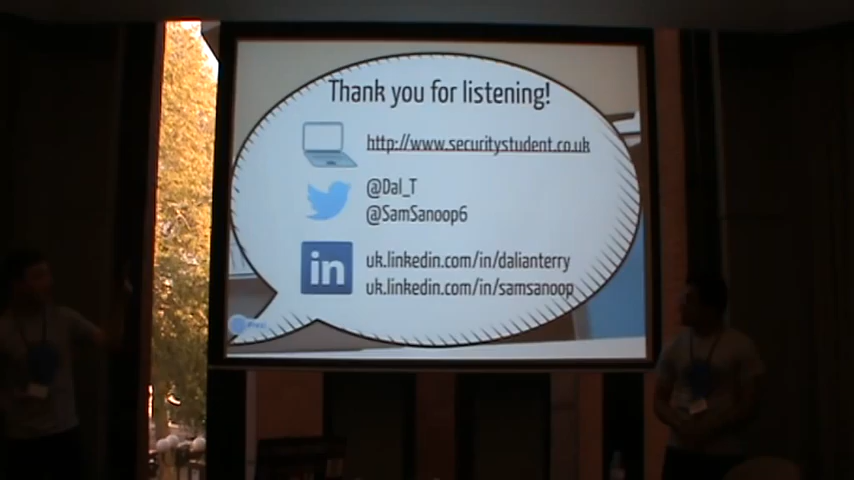 Thank you for listening!
http://www.securitystudent.co.uk
@Dal_T
@SamSanoop6
in
uk.linkedin.com/in/dalianterry
uk.linkedin.com/in/samsanoop